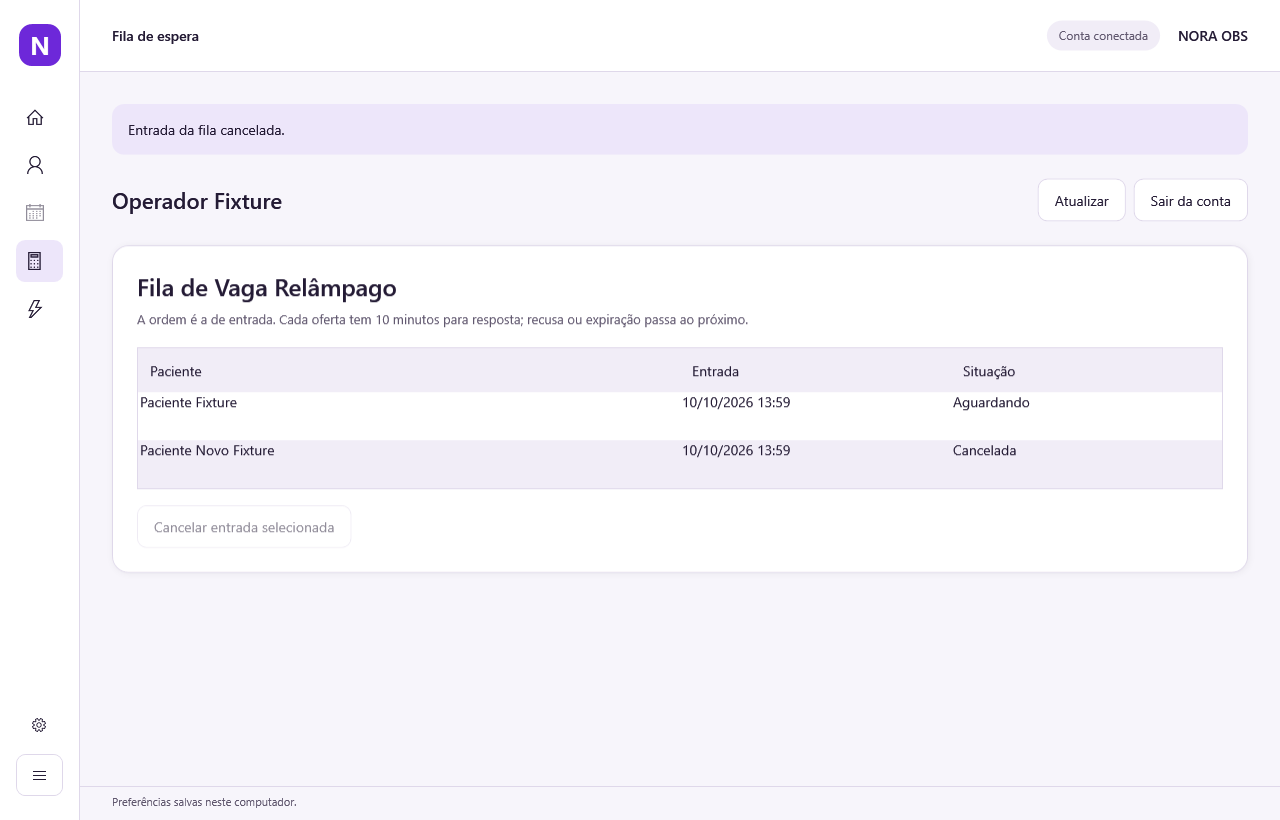 N
Fila de espera
Conta conectada
NORA OBS
Entrada da fila cancelada.
Operador Fixture
Atualizar
Sair da conta
Fila de Vaga Relâmpago
A ordem é a de entrada. Cada oferta tem 10 minutos para resposta; recusa ou expiração passa ao próximo.
Paciente Entrada Situação
Paciente Fixture 10/10/2026 13:59 Aguardando
Paciente Novo Fixture 10/10/2026 13:59 Cancelada
Cancelar entrada selecionada
Preferências salvas neste computador.